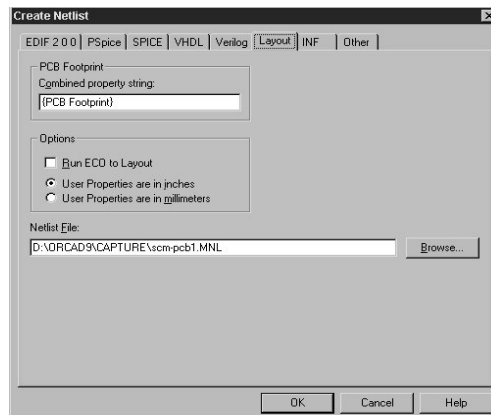 Create Netlist
EDIF 2 0 0 PSpice SPICE VHDL Verilog Layout INF Other
PCB Footprint
Combined property string:
{PCB Footprint}
Options
Run ECO to Layout
User Properties are in inches
User Properties are in millimeters
Netlist File:
D:\ORCAD9\CAPTURE\scm-pcb1.MNL
Browse...
OK Cancel Help